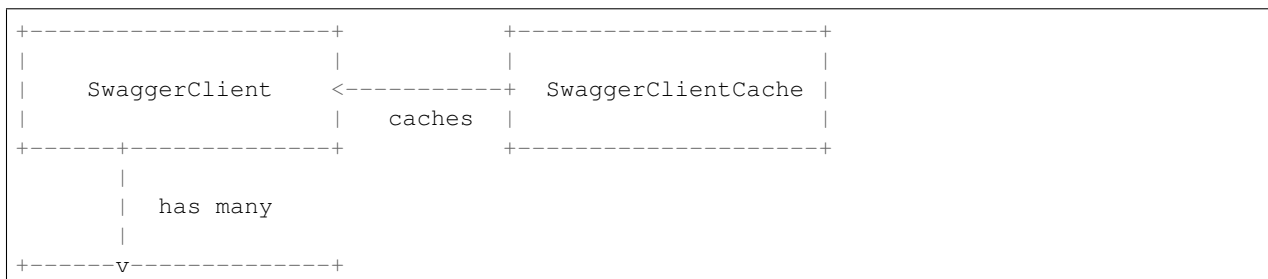 +---------------------+           +---------------------+
|                     |           |                     |
|    SwaggerClient    <-----------+  SwaggerClientCache |
|                     |   caches  |                     |
+------+--------------+           +---------------------+
       |
       |  has many
       |
+------v--------------+